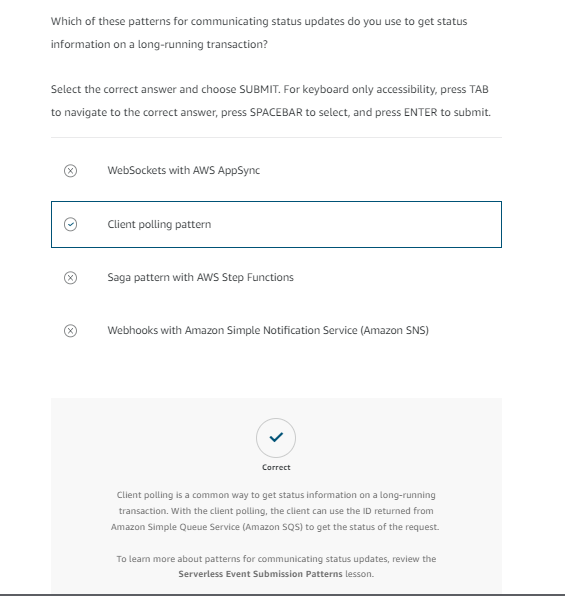 Which of these patterns for communicating status updates do you use to get status
information on a long-running transaction?
Select the correct answer and choose SUBMIT. For keyboard only accessibility, press TAB
to navigate to the correct answer, press SPACEBAR to select, and press ENTER to submit.
WebSockets with AWS AppSync
Client polling pattern
Saga pattern with AWS Step Functions
Webhooks with Amazon Simple Notification Service (Amazon SNS)
Correct
Client polling is a common way to get status information on a long-running
transaction. With the client polling, the client can use the ID returned from
Amazon Simple Queue Service (Amazon SQS) to get the status of the request.
To learn more about patterns for communicating status updates, review the
Serverless Event Submission Patterns lesson.